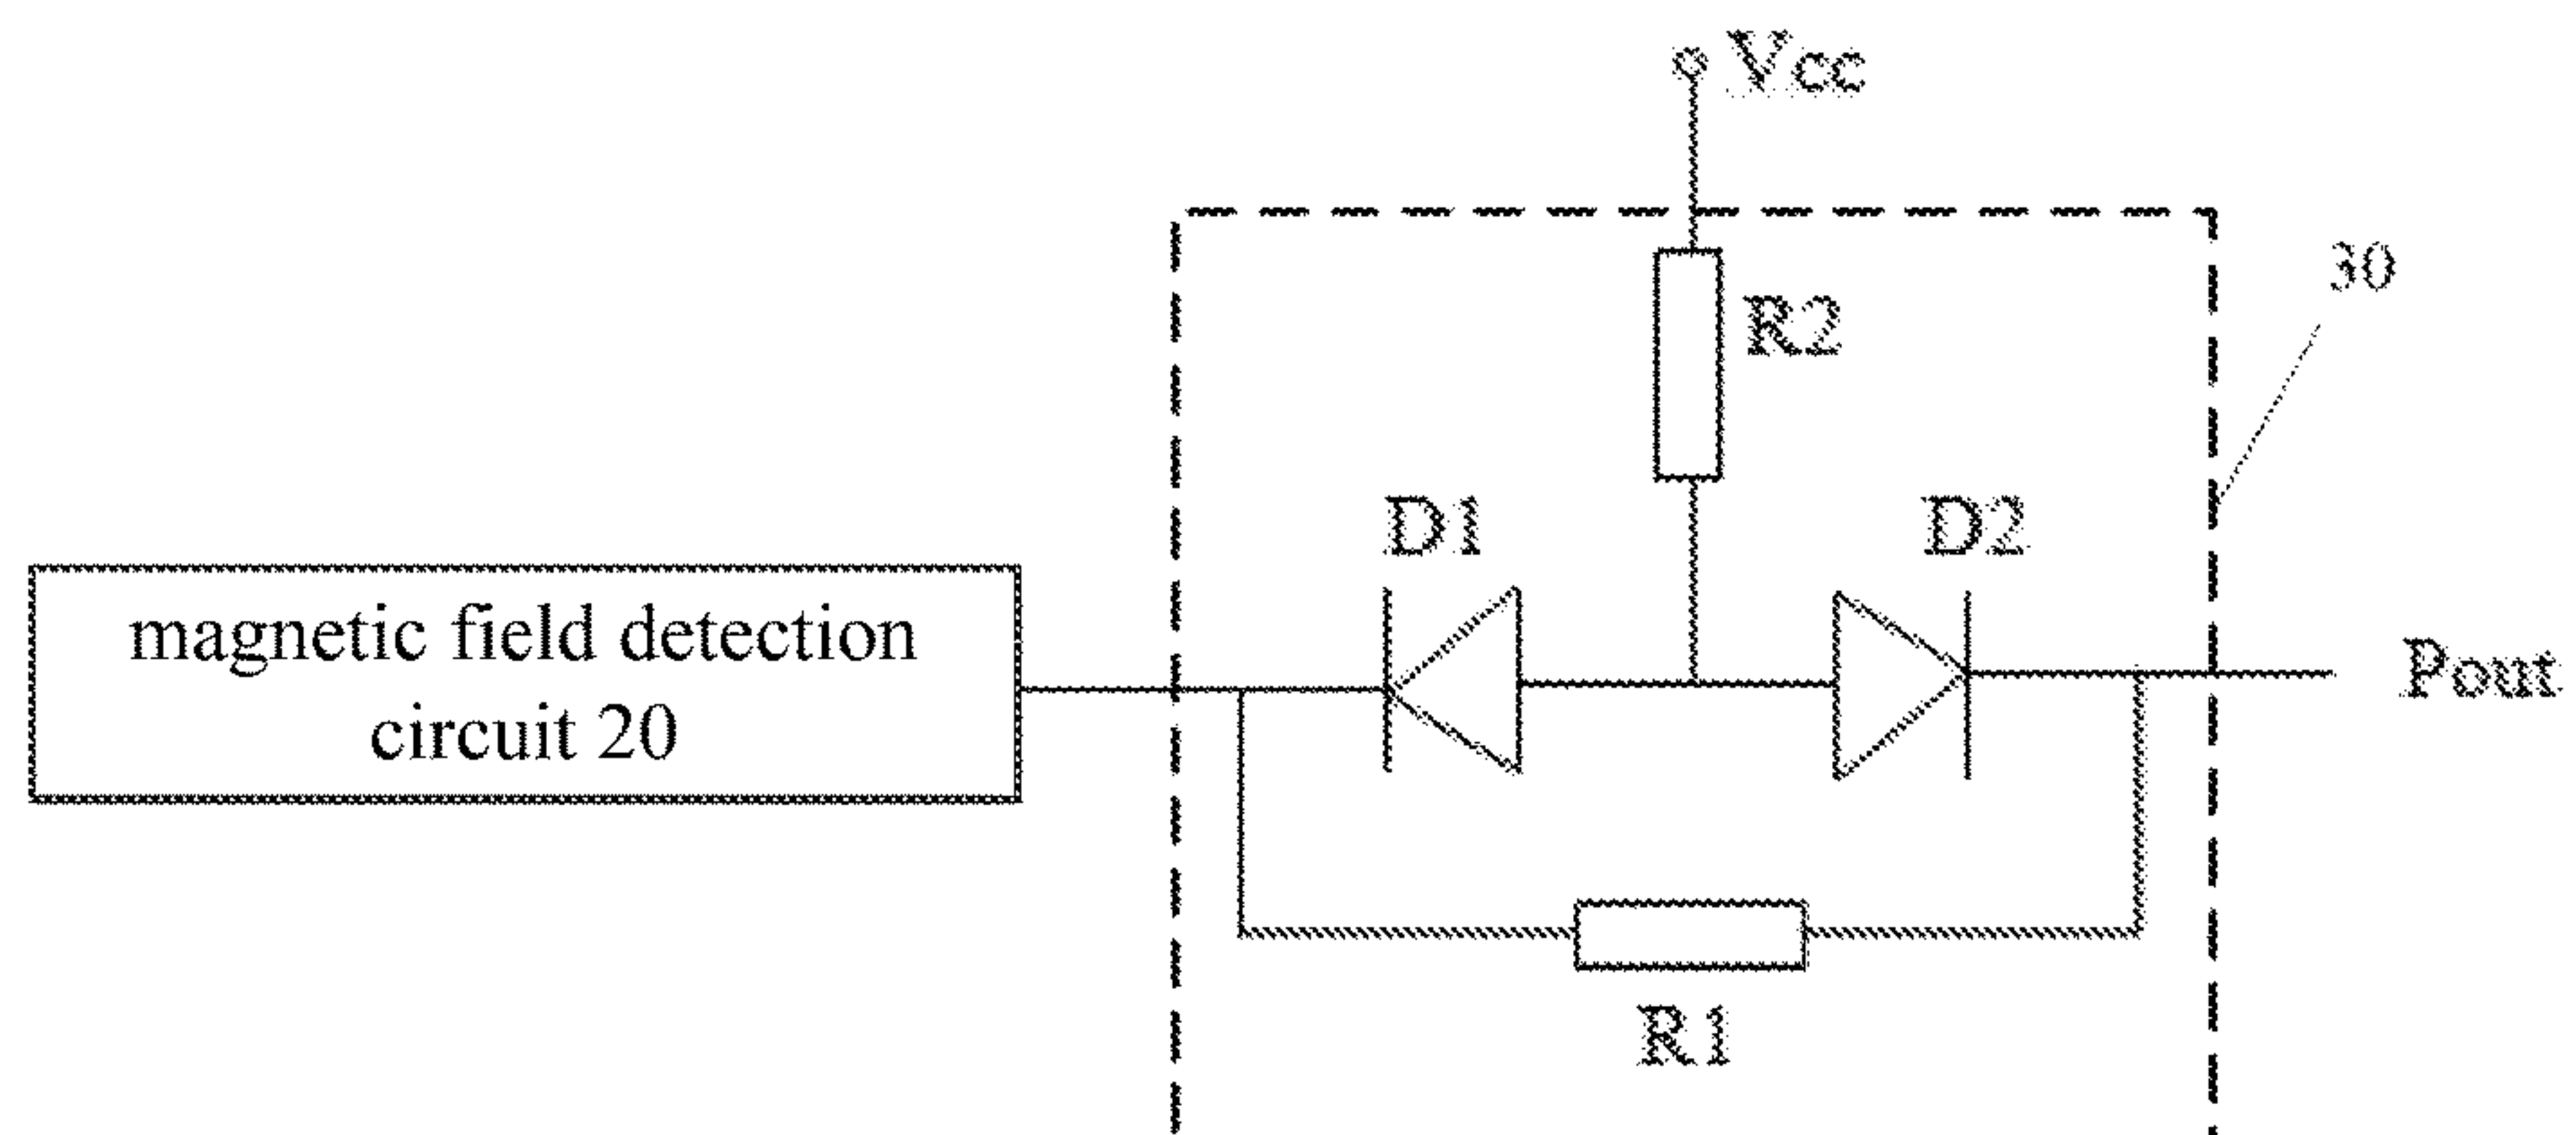 Vcc
30
R2
D1
D2
magnetic field detection
circuit 20
Pout
R1